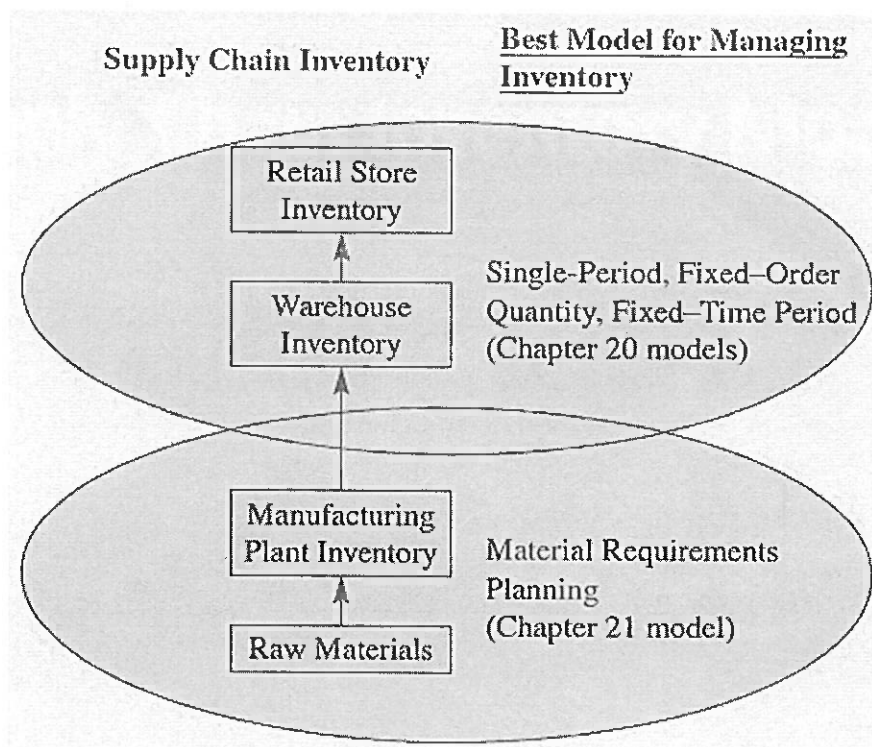 Supply Chain Inventory
Best Model for Managing
Inventory
Retail Store
Inventory
Warehouse
Inventory
Single-Period, Fixed–Order
Quantity, Fixed–Time Period
(Chapter 20 models)
Manufacturing
Plant Inventory
Material Requirements
Planning
(Chapter 21 model)
Raw Materials